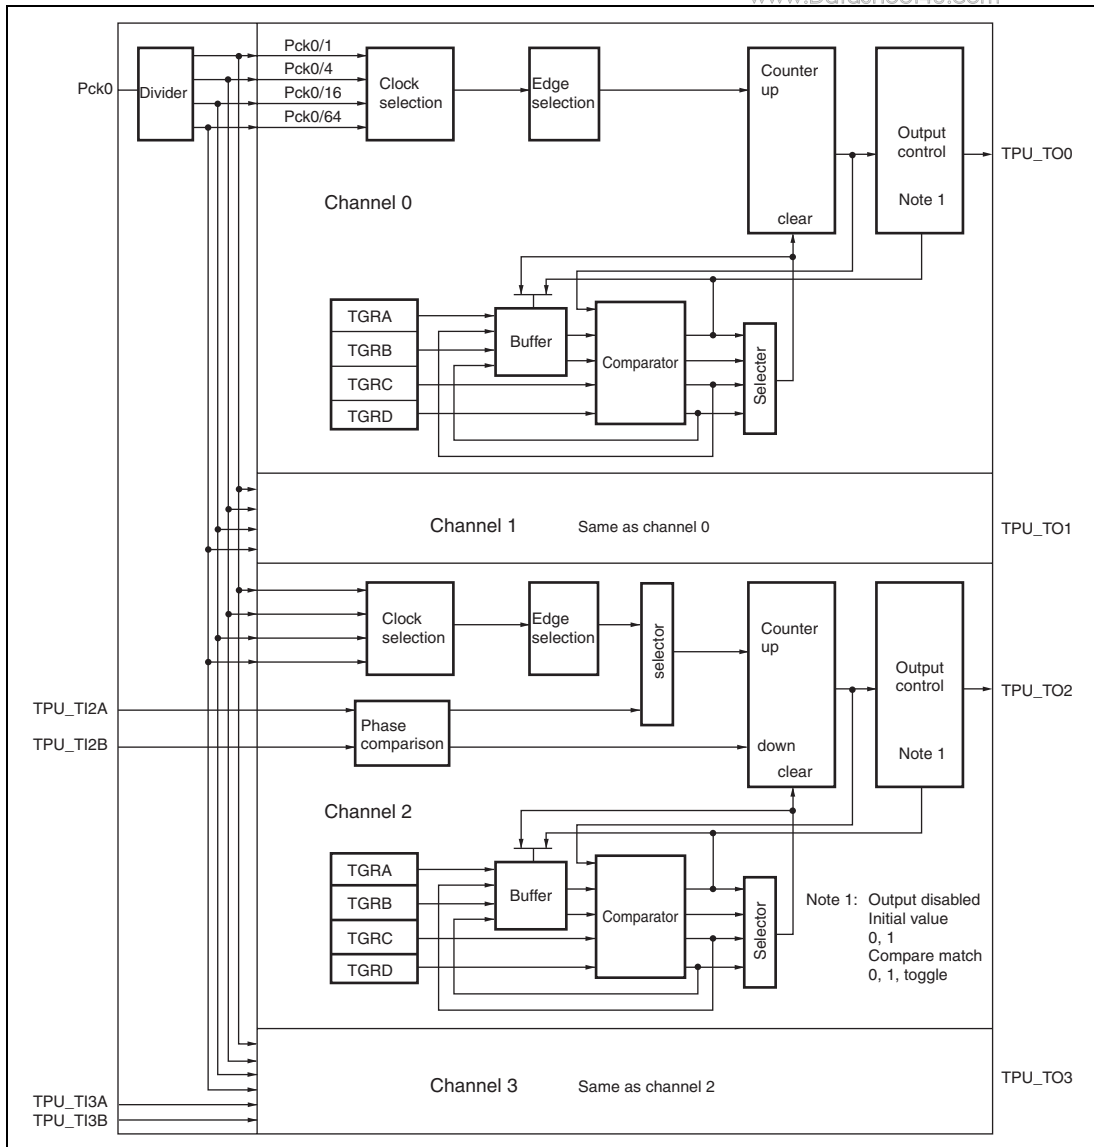 Pck0
Divider
Pck0/1
Pck0/4
Pck0/16
Pck0/64
Clock
selection
Edge
selection
Counter
up
clear
Output
control
Note 1
TPU_TO0
Channel 0
TGRA
TGRB
TGRC
TGRD
Buffer
Comparator
Selecter
Channel 1
Same as channel 0
TPU_TO1
Clock
selection
Edge
selection
selector
Counter
up
down
clear
Output
control
Note 1
TPU_TO2
TPU_TI2A
TPU_TI2B
Phase
comparison
Channel 2
TGRA
TGRB
TGRC
TGRD
Buffer
Comparator
Selector
Note 1: Output disabled
Initial value
0, 1
Compare match
0, 1, toggle
Channel 3
Same as channel 2
TPU_TO3
TPU_TI3A
TPU_TI3B